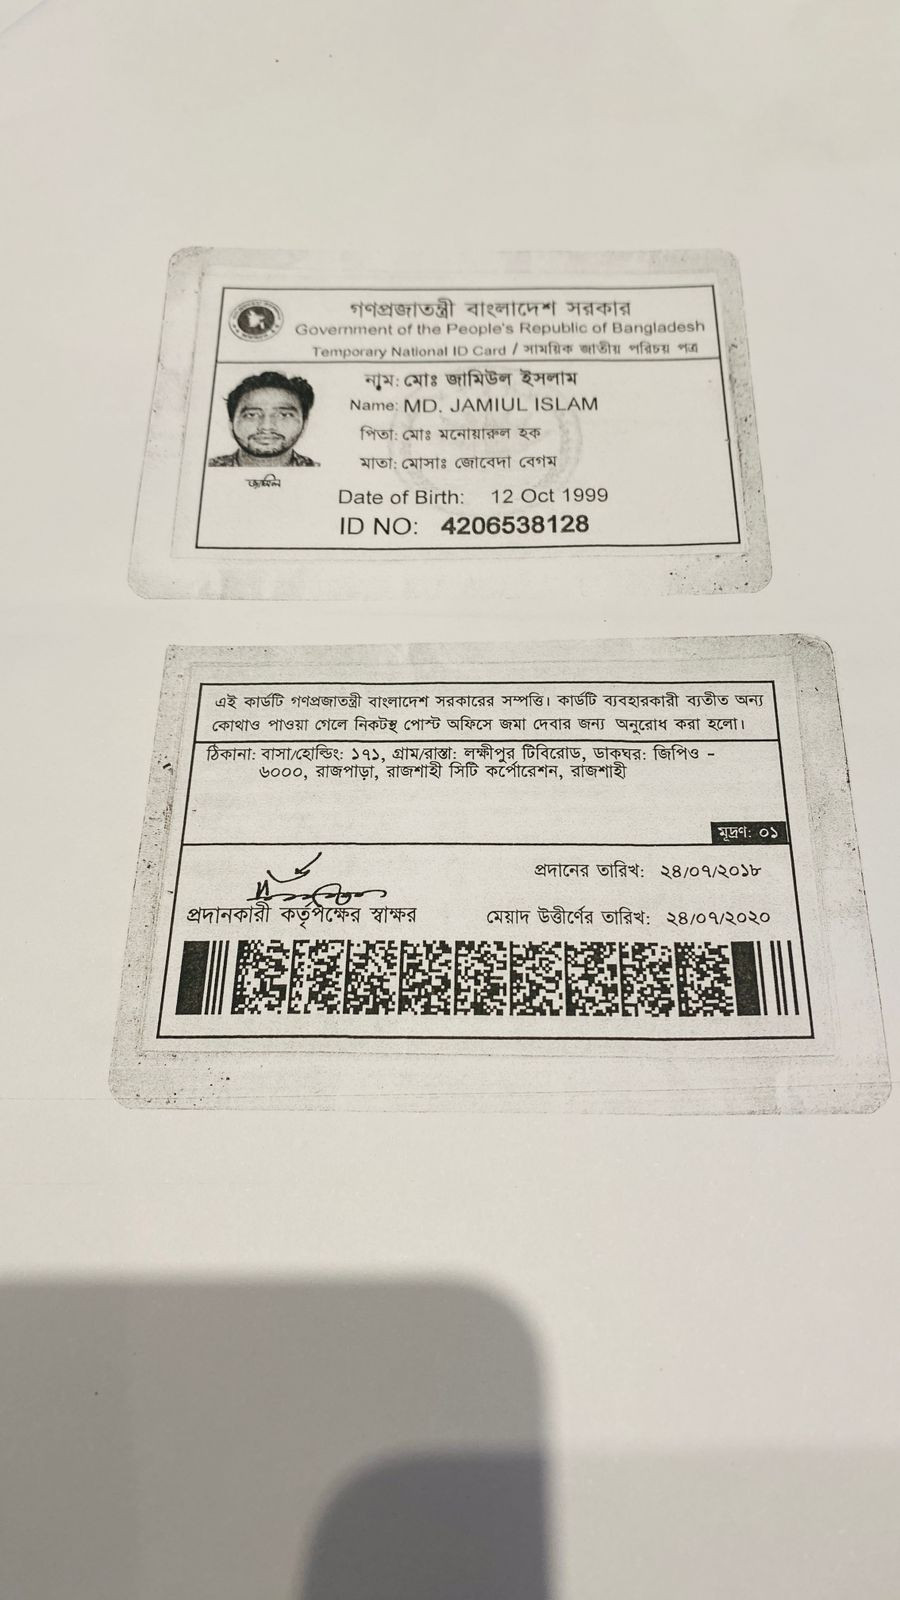 গণপ্রজাতন্ত্রী বাংলাদেশ সরকার
Government of the People's Republic of Bangladesh
Temporary National ID Card / সাময়িক জাতীয় পরিচয় পত্র
নাম: মোঃ জামিউল ইসলাম
Name: MD. JAMIUL ISLAM
পিতা: মোঃ মনোয়ারুল হক
মাতা: মোসাঃ জোবেদা বেগম
Date of Birth: 12 Oct 1999
ID NO: 4206538128
এই কার্ডটি গণপ্রজাতন্ত্রী বাংলাদেশ সরকারের সম্পত্তি। কার্ডটি ব্যবহারকারী ব্যতীত অন্য
কোথাও পাওয়া গেলে নিকটস্থ পোস্ট অফিসে জমা দেবার জন্য অনুরোধ করা হলো।
ঠিকানা: বাসা/হোল্ডিং: ১৭১, গ্রাম/রাস্তা: লক্ষীপুর টিবিরোড, ডাকঘর: জিপিও -
৬০০০, রাজপাড়া, রাজশাহী সিটি কর্পোরেশন, রাজশাহী
মূদ্রণ: ০১
প্রদানের তারিখ: ২৪/০৭/২০১৮
প্রদানকারী কর্তৃপক্ষের স্বাক্ষর
মেয়াদ উত্তীর্ণের তারিখ: ২৪/০৭/২০২০